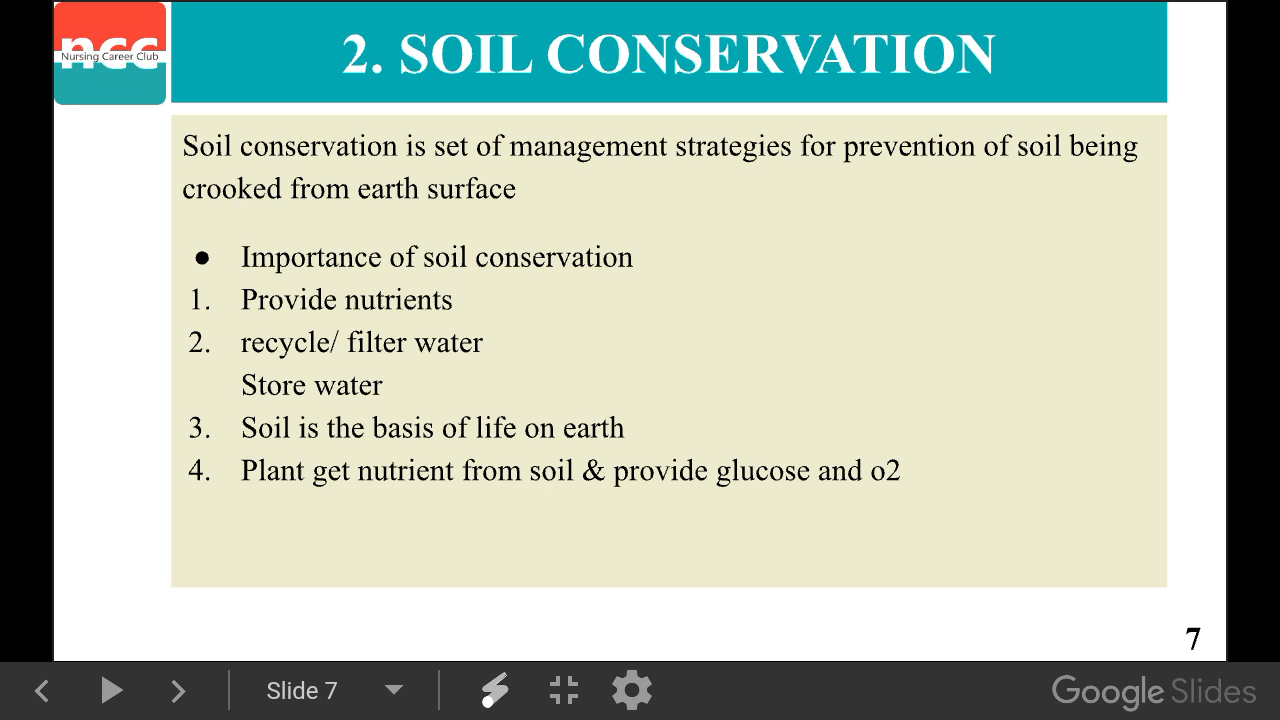 ncc
Nursing Career Club
2. SOIL CONSERVATION
Soil conservation is set of management strategies for prevention of soil being
crooked from earth surface
● Importance of soil conservation
1. Provide nutrients
2. recycle/ filter water
Store water
3. Soil is the basis of life on earth
4. Plant get nutrient from soil & provide glucose and o2
7
Slide 7
Google Slides